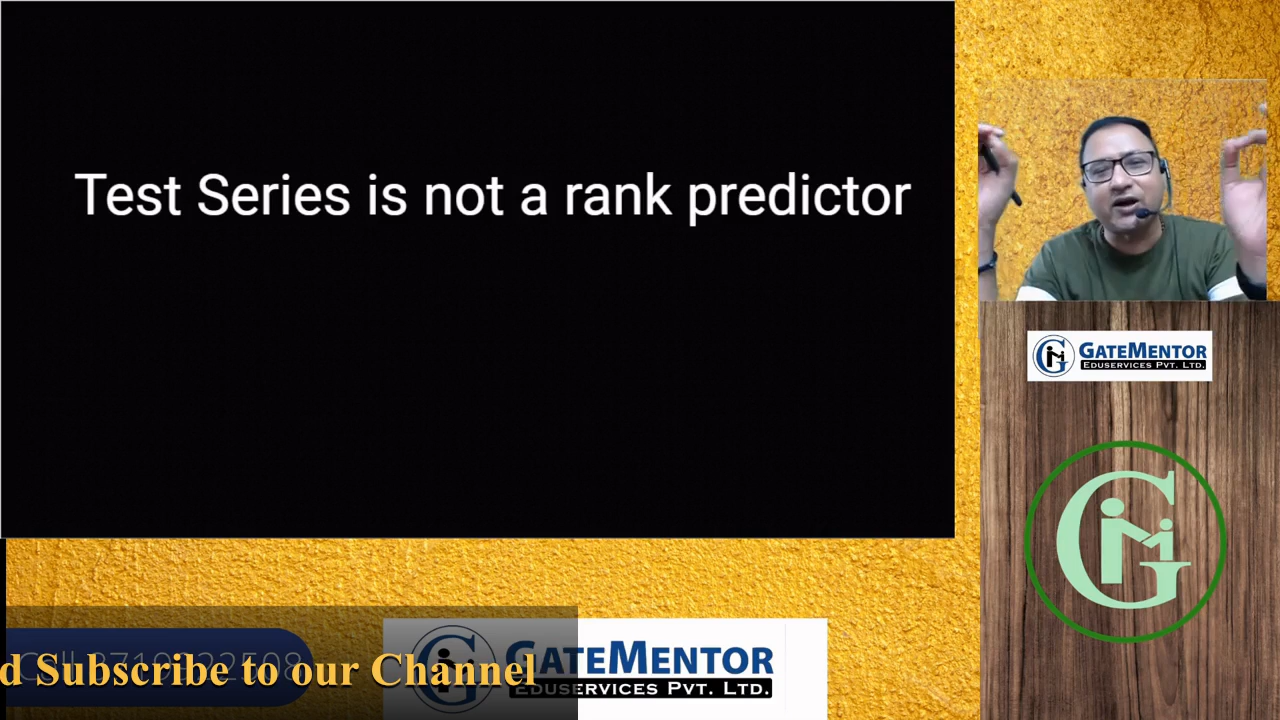 Test Series is not a rank predictor
GATEMENTOR
EDUSERVICES PVT. LTD.
d Subscribe to our Channel
GATEMENTOR
EDUSERVICES PVT. LTD.